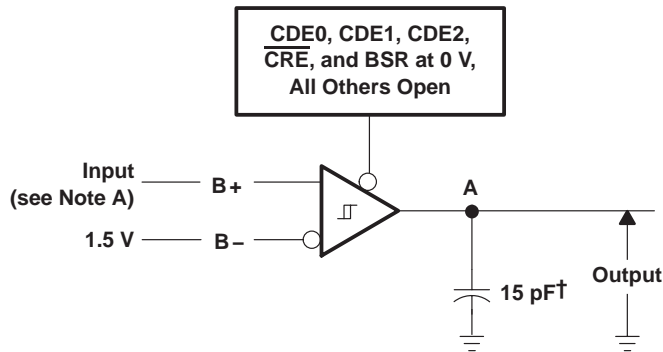 CDE0, CDE1, CDE2,
CRE, and BSR at 0 V,
All Others Open
Input
(see Note A)
B+
A
1.5 V
B–
15 pF†
Output